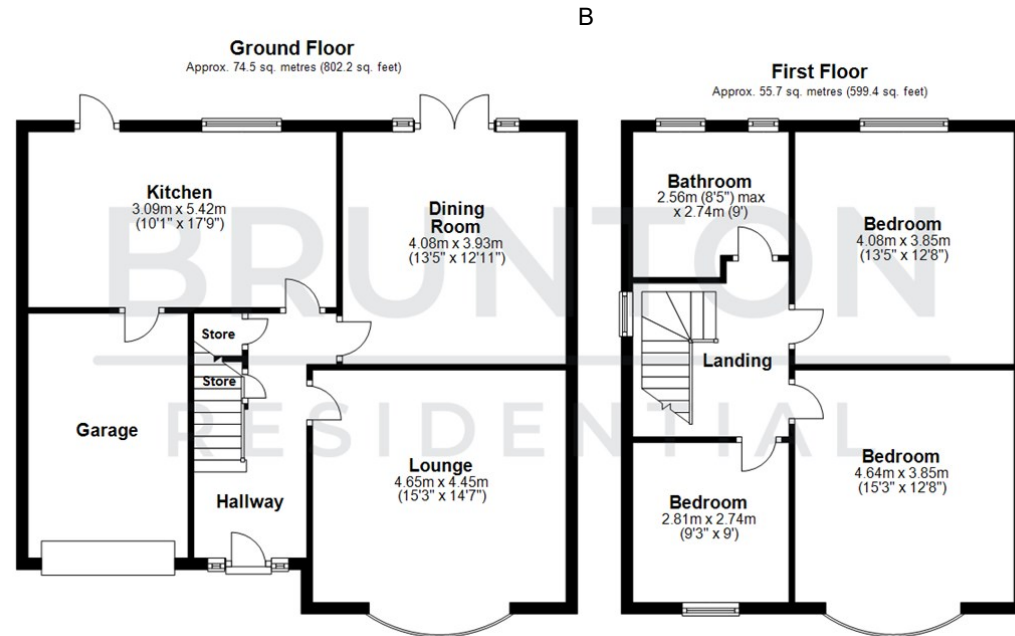 B
Ground Floor
Approx. 74.5 sq. metres (802.2 sq. feet)
Kitchen
3.09m x 5.42m
(10'1" x 17'9")
Dining
Room
4.08m x 3.93m
(13'5" x 12'11")
Store
Store
Garage
Hallway
Lounge
4.65m x 4.45m
(15'3" x 14'7")
First Floor
Approx. 55.7 sq. metres (599.4 sq. feet)
Bathroom
2.56m (8'5") max
x 2.74m (9')
Bedroom
4.08m x 3.85m
(13'5" x 12'8")
Landing
Bedroom
2.81m x 2.74m
(9'3" x 9')
Bedroom
4.64m x 3.85m
(15'3" x 12'8")
BRUNTON
RESIDENTIAL